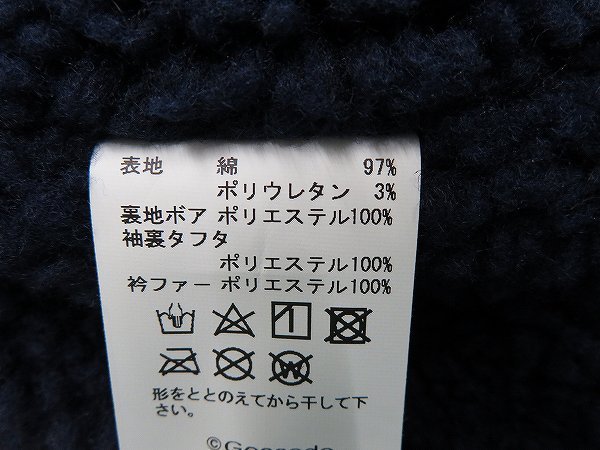 表地 綿 97%
ポリウレタン 3%
裏地ボア ポリエステル100%
袖裏タフタ
ポリエステル100%
衿ファー ポリエステル100%
形をととのえてから干して下
さい。